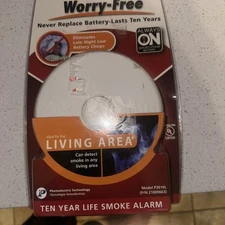 Worry-Free
Never Replace Battery-Lasts Ten Years
Eliminates
Late Night Low
Battery Chirps
ALWAYS
ON
LIVING AREA
Can detect
smoke in any
living area
Photoelectric Technology
Model P3010L
TEN YEAR LIFE SMOKE ALARM